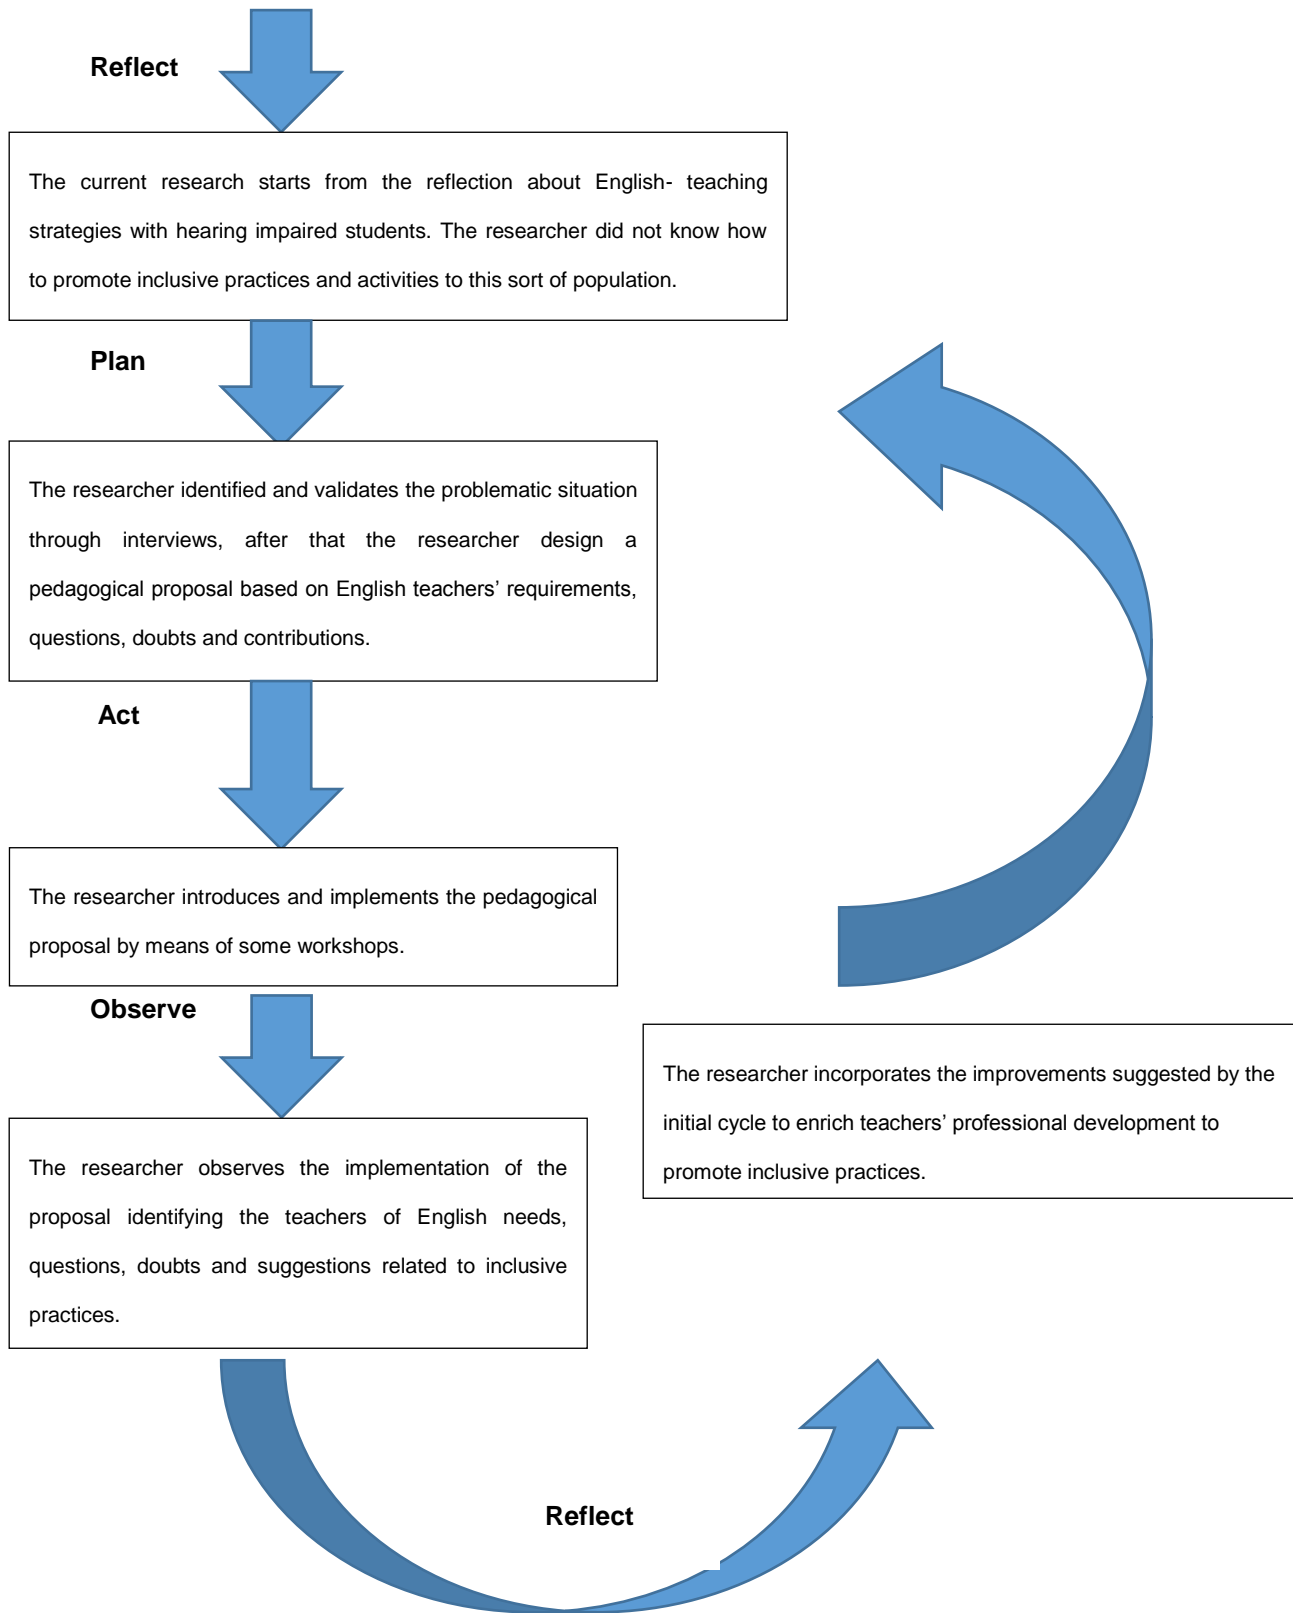 Reflect
The current research starts from the reflection about English- teaching
strategies with hearing impaired students. The researcher did not know how
to promote inclusive practices and activities to this sort of population.
Plan
The researcher identified and validates the problematic situation
through interviews, after that the researcher design a
pedagogical proposal based on English teachers’ requirements,
questions, doubts and contributions.
Act
The researcher introduces and implements the pedagogical
proposal by means of some workshops.
Observe
The researcher observes the implementation of the
proposal identifying the teachers of English needs,
questions, doubts and suggestions related to inclusive
practices.
Reflect
The researcher incorporates the improvements suggested by the
initial cycle to enrich teachers’ professional development to
promote inclusive practices.